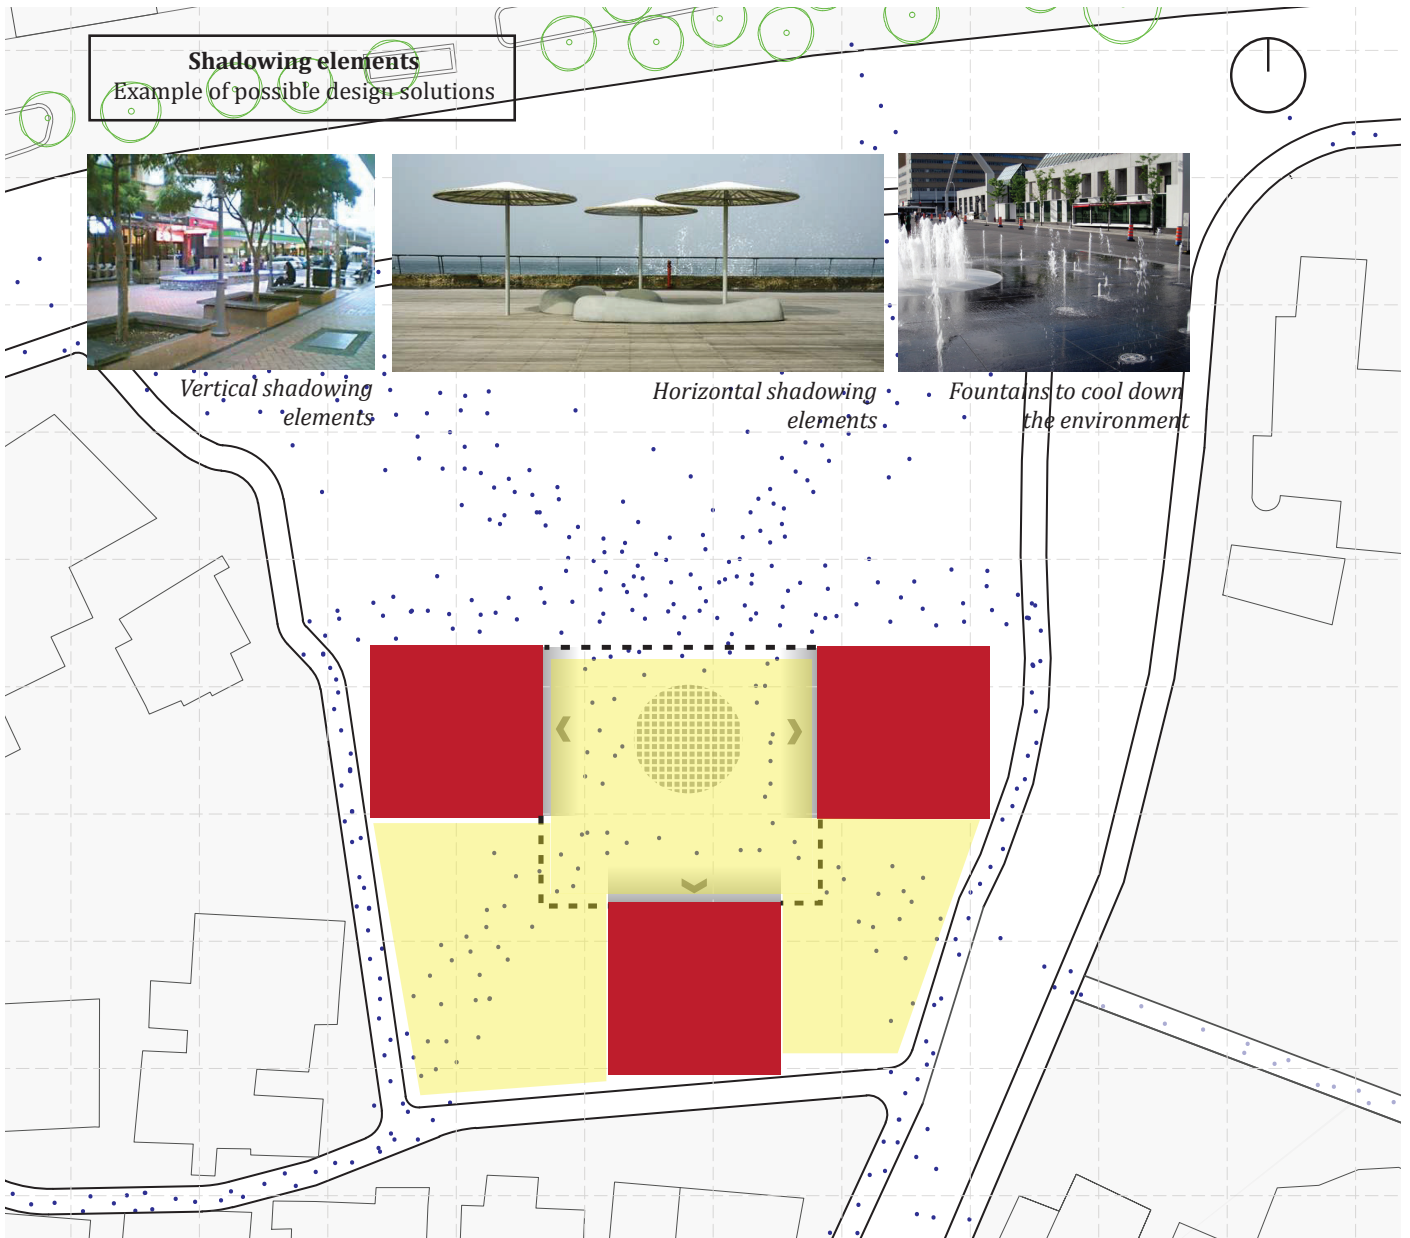 Shadowing elements
Example of possible design solutions
Vertical shadowing
elements
Horizontal shadowing
elements
Fountains to cool down
the environment